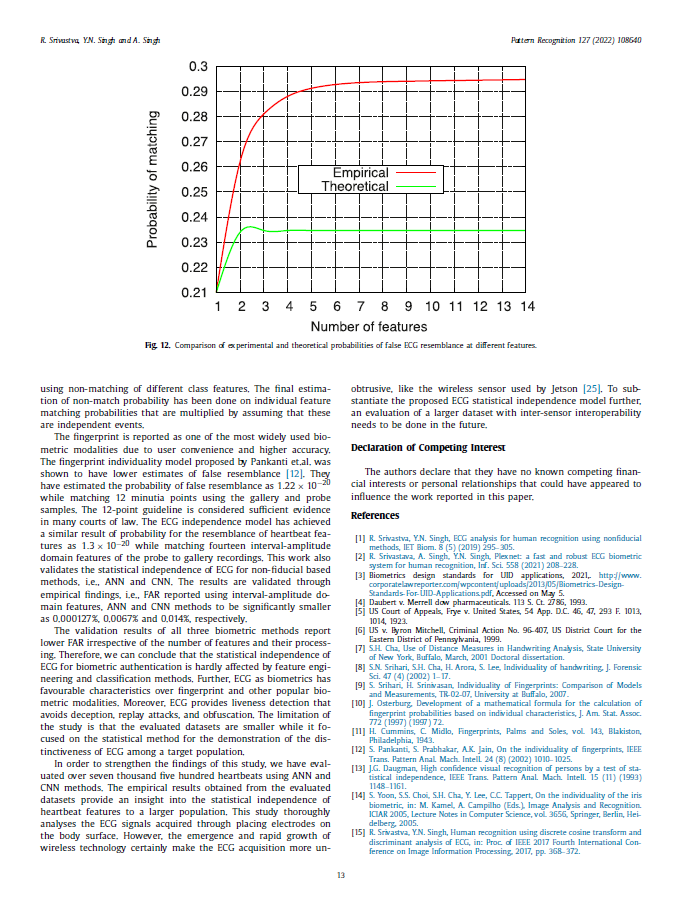 R. Srivastva, Y.N. Singh and A. Singh
Pattern Recognition 127 (2022) 108640
0.3
0.29
0.28
0.27
0.26
0.25
0.24
0.23
0.22
0.21
Probability of matching
Empirical
Theoretical
1 2 3 4 5 6 7 8 9 10 11 12 13 14
Number of features
Fig. 12. Comparison of experimental and theoretical probabilities of false ECG resemblance at different features.
using non-matching of different class features. The final estima-
tion of non-match probability has been done on individual feature
matching probabilities that are multiplied by assuming that these
are independent events.
The fingerprint is reported as one of the most widely used bio-
metric modalities due to user convenience and higher accuracy.
The fingerprint individuality model proposed by Pankanti et.al. was
shown to have lower estimates of false resemblance [12]. They
have estimated the probability of false resemblance as 1.22 × 10⁻²⁰
while matching 12 minutia points using the gallery and probe
samples. The 12-point guideline is considered sufficient evidence
in many courts of law. The ECG independence model has achieved
a similar result of probability for the resemblance of heartbeat fea-
tures as 1.3 × 10⁻²⁰ while matching fourteen interval-amplitude
domain features of the probe to gallery recordings. This work also
validates the statistical independence of ECG for non-fiducial based
methods, i.e., ANN and CNN. The results are validated through
empirical findings, i.e., FAR reported using interval-amplitude do-
main features, ANN and CNN methods to be significantly smaller
as 0.000127%, 0.0067% and 0.014%, respectively.
The validation results of all three biometric methods report
lower FAR irrespective of the number of features and their process-
ing. Therefore, we can conclude that the statistical independence of
ECG for biometric authentication is hardly affected by feature engi-
neering and classification methods. Further, ECG as biometrics has
favourable characteristics over fingerprint and other popular bio-
metric modalities. Moreover, ECG provides liveness detection that
avoids deception, replay attacks, and obfuscation. The limitation of
the study is that the evaluated datasets are smaller while it fo-
cused on the statistical method for the demonstration of the dis-
tinctiveness of ECG among a target population.
In order to strengthen the findings of this study, we have eval-
uated over seven thousand five hundred heartbeats using ANN and
CNN methods. The empirical results obtained from the evaluated
datasets provide an insight into the statistical independence of
heartbeat features to a larger population. This study thoroughly
analyses the ECG signals acquired through placing electrodes on
the body surface. However, the emergence and rapid growth of
wireless technology certainly make the ECG acquisition more un-
obtrusive, like the wireless sensor used by Jetson [25]. To sub-
stantiate the proposed ECG statistical independence model further,
an evaluation of a larger dataset with inter-sensor interoperability
needs to be done in the future.
Declaration of Competing Interest
The authors declare that they have no known competing finan-
cial interests or personal relationships that could have appeared to
influence the work reported in this paper.
References
[1] R. Srivastva, Y.N. Singh, ECG analysis for human recognition using nonfiducial
methods, IET Biom. 8 (5) (2019) 295–305.
[2] R. Srivastava, A. Singh, Y.N. Singh, Plexnet: a fast and robust ECG biometric
system for human recognition, Inf. Sci. 558 (2021) 208–228.
[3] Biometrics design standards for UID applications, 2021,. http://www.
corporatelawreporter.com/wpcontent/uploads/2013/05/Biometrics-Design-
Standards-For-UID-Applications.pdf, Accessed on May 5.
[4] Daubert v. Merrell dow pharmaceuticals. 113 S. Ct. 2786, 1993.
[5] US Court of Appeals, Frye v. United States, 54 App. D.C. 46, 47, 293 F. 1013,
1014, 1923.
[6] US v. Byron Mitchell, Criminal Action No. 96-407, US District Court for the
Eastern District of Pennsylvania, 1999.
[7] S.H. Cha, Use of Distance Measures in Handwriting Analysis, State University
of New York, Buffalo, March, 2001 Doctoral dissertation.
[8] S.N. Srihari, S.H. Cha, H. Arora, S. Lee, Individuality of handwriting, J. Forensic
Sci. 47 (4) (2002) 1–17.
[9] S. Srihari, H. Srinivasan, Individuality of Fingerprints: Comparison of Models
and Measurements, TR-02-07, University at Buffalo, 2007.
[10] J. Osterburg, Development of a mathematical formula for the calculation of
fingerprint probabilities based on individual characteristics, J. Am. Stat. Assoc.
772 (1997) (1997) 72.
[11] H. Cummins, C. Midlo, Fingerprints, Palms and Soles, vol. 143, Blakiston,
Philadelphia, 1943.
[12] S. Pankanti, S. Prabhakar, A.K. Jain, On the individuality of fingerprints, IEEE
Trans. Pattern Anal. Mach. Intell. 24 (8) (2002) 1010–1025.
[13] J.G. Daugman, High confidence visual recognition of persons by a test of sta-
tistical independence, IEEE Trans. Pattern Anal. Mach. Intell. 15 (11) (1993)
1148–1161.
[14] S. Yoon, S.S. Choi, S.H. Cha, Y. Lee, C.C. Tappert, On the individuality of the iris
biometric, in: M. Kamel, A. Campilho (Eds.), Image Analysis and Recognition.
ICIAR 2005, Lecture Notes in Computer Science, vol. 3656, Springer, Berlin, Hei-
delberg, 2005.
[15] R. Srivastva, Y.N. Singh, Human recognition using discrete cosine transform and
discriminant analysis of ECG, in: Proc. of IEEE 2017 Fourth International Con-
ference on Image Information Processing, 2017, pp. 368–372.
13